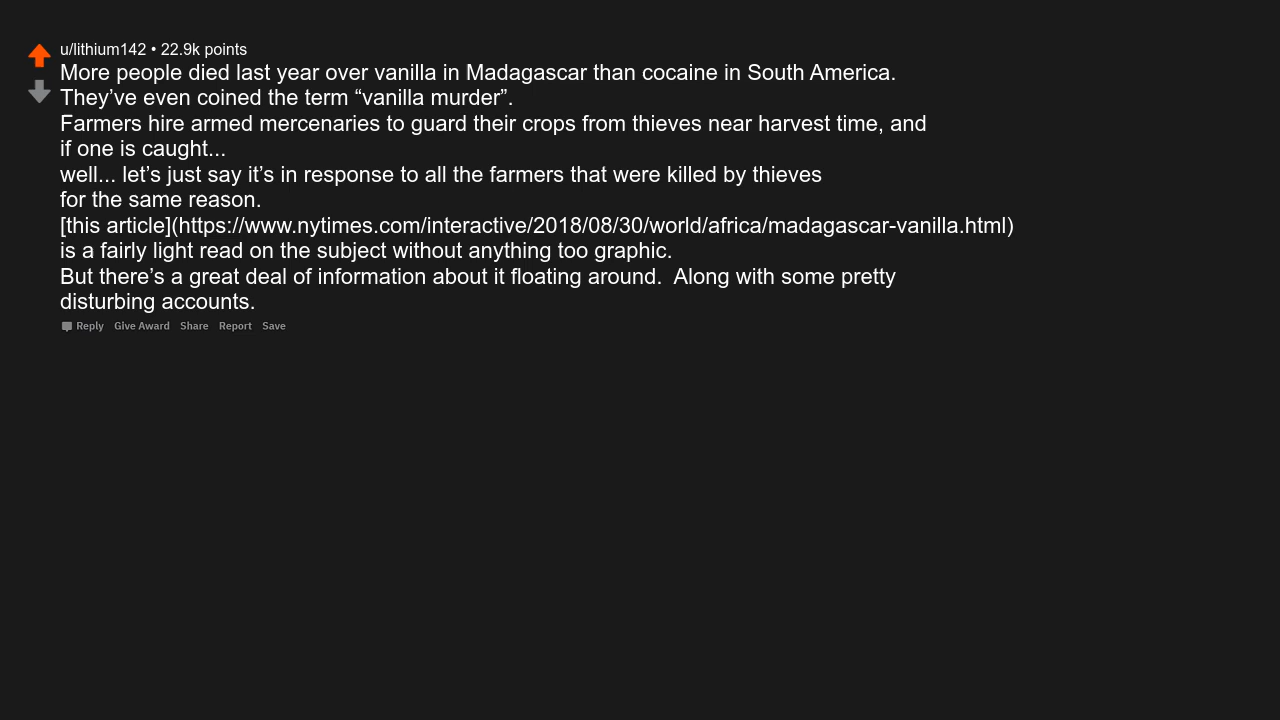 u/lithium142 • 22.9k points
More people died last year over vanilla in Madagascar than cocaine in South America.
They’ve even coined the term “vanilla murder”.
Farmers hire armed mercenaries to guard their crops from thieves near harvest time, and
if one is caught...
well... let’s just say it’s in response to all the farmers that were killed by thieves
for the same reason.
[this article](https://www.nytimes.com/interactive/2018/08/30/world/africa/madagascar-vanilla.html)
is a fairly light read on the subject without anything too graphic.
But there’s a great deal of information about it floating around.  Along with some pretty
disturbing accounts.
Reply Give Award Share Report Save